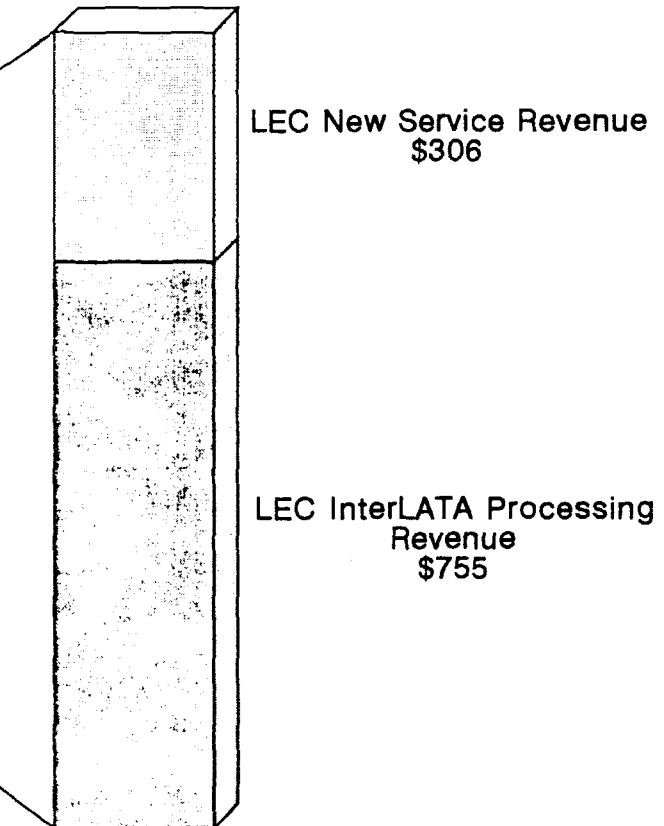 LEC New Service Revenue
$306
LEC InterLATA Processing
Revenue
$755